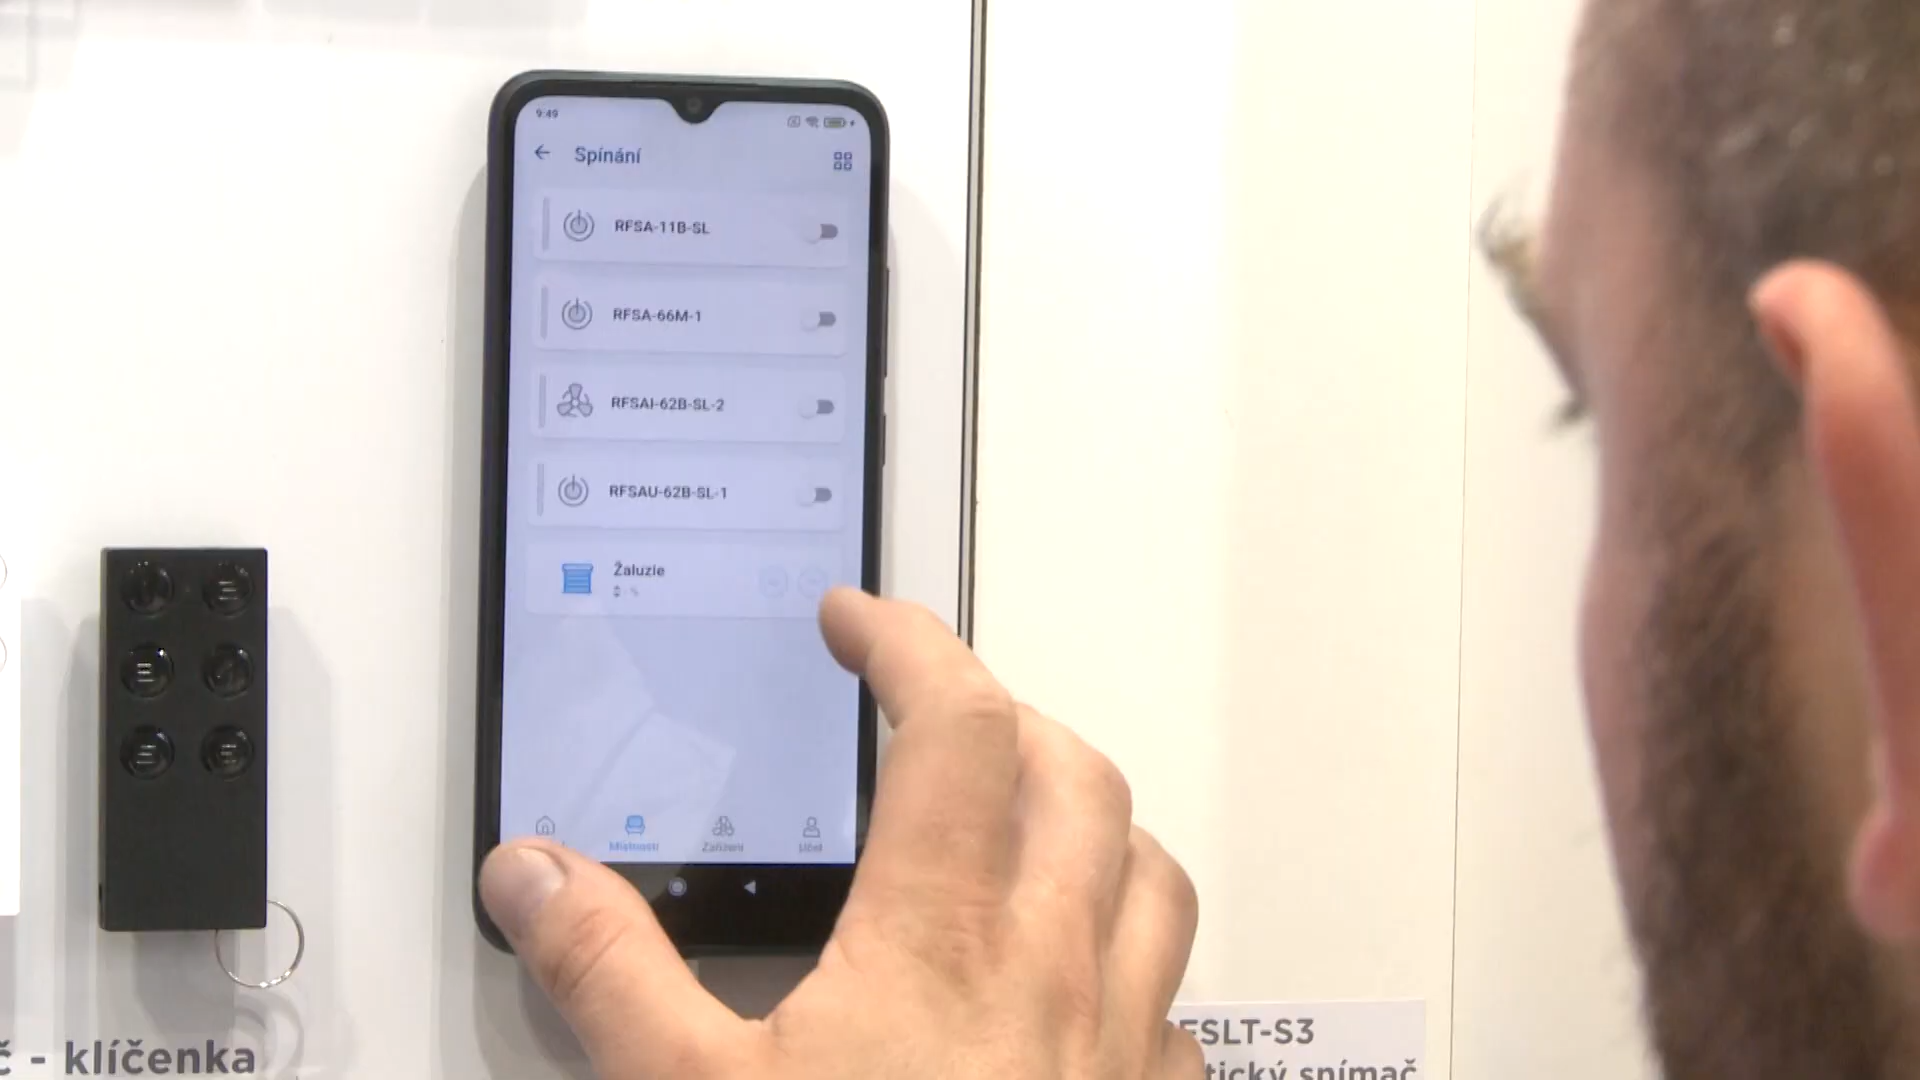 9:49
Spínání
RFSA-11B-SL
RFSA-66M-1
RFSAI-62B-SL-2
RFSAU-62B-SL-1
Žaluzie
%
Místnosti
Zařízení
Účet
č - klíčenka
FSLT-S3
tický snímač